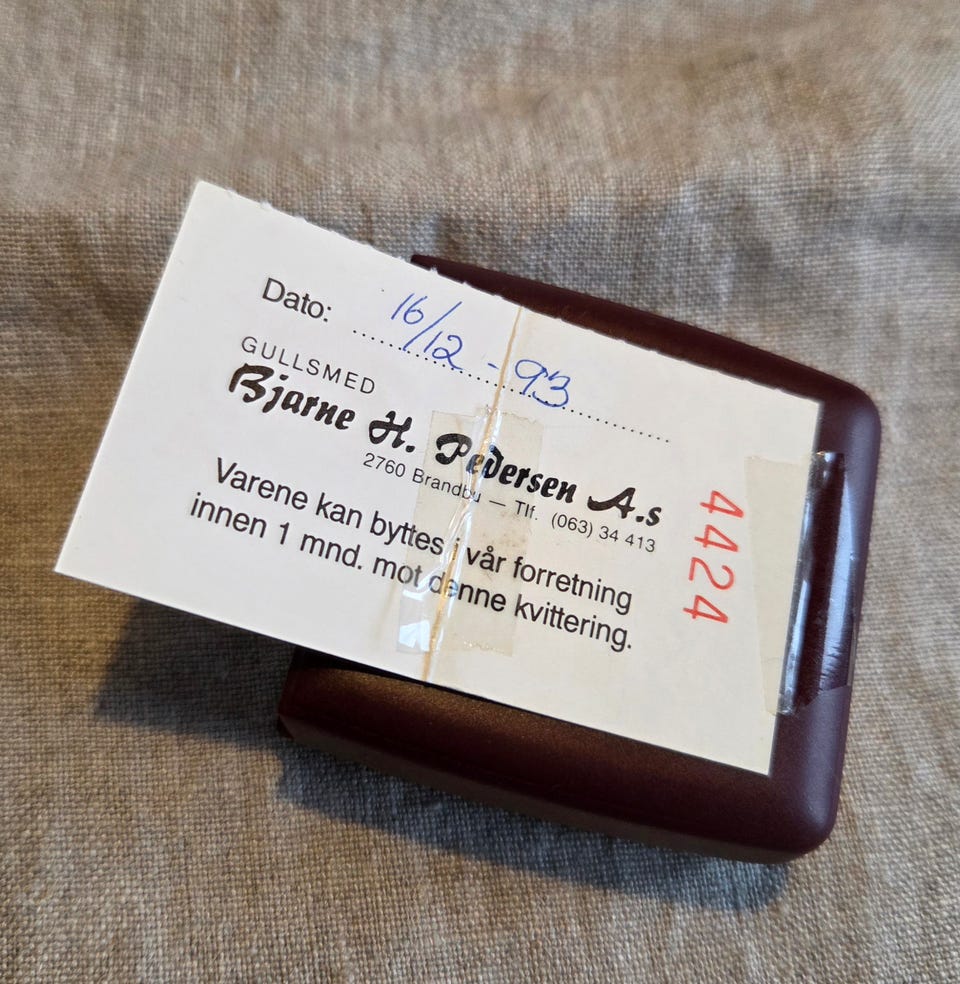 Dato: 16/12 - 93
GULLSMED
Bjarne H. Pedersen A.s
2760 Brandbu — Tlf. (063) 34 413
Varene kan byttes i vår forretning
innen 1 mnd. mot denne kvittering.
4424